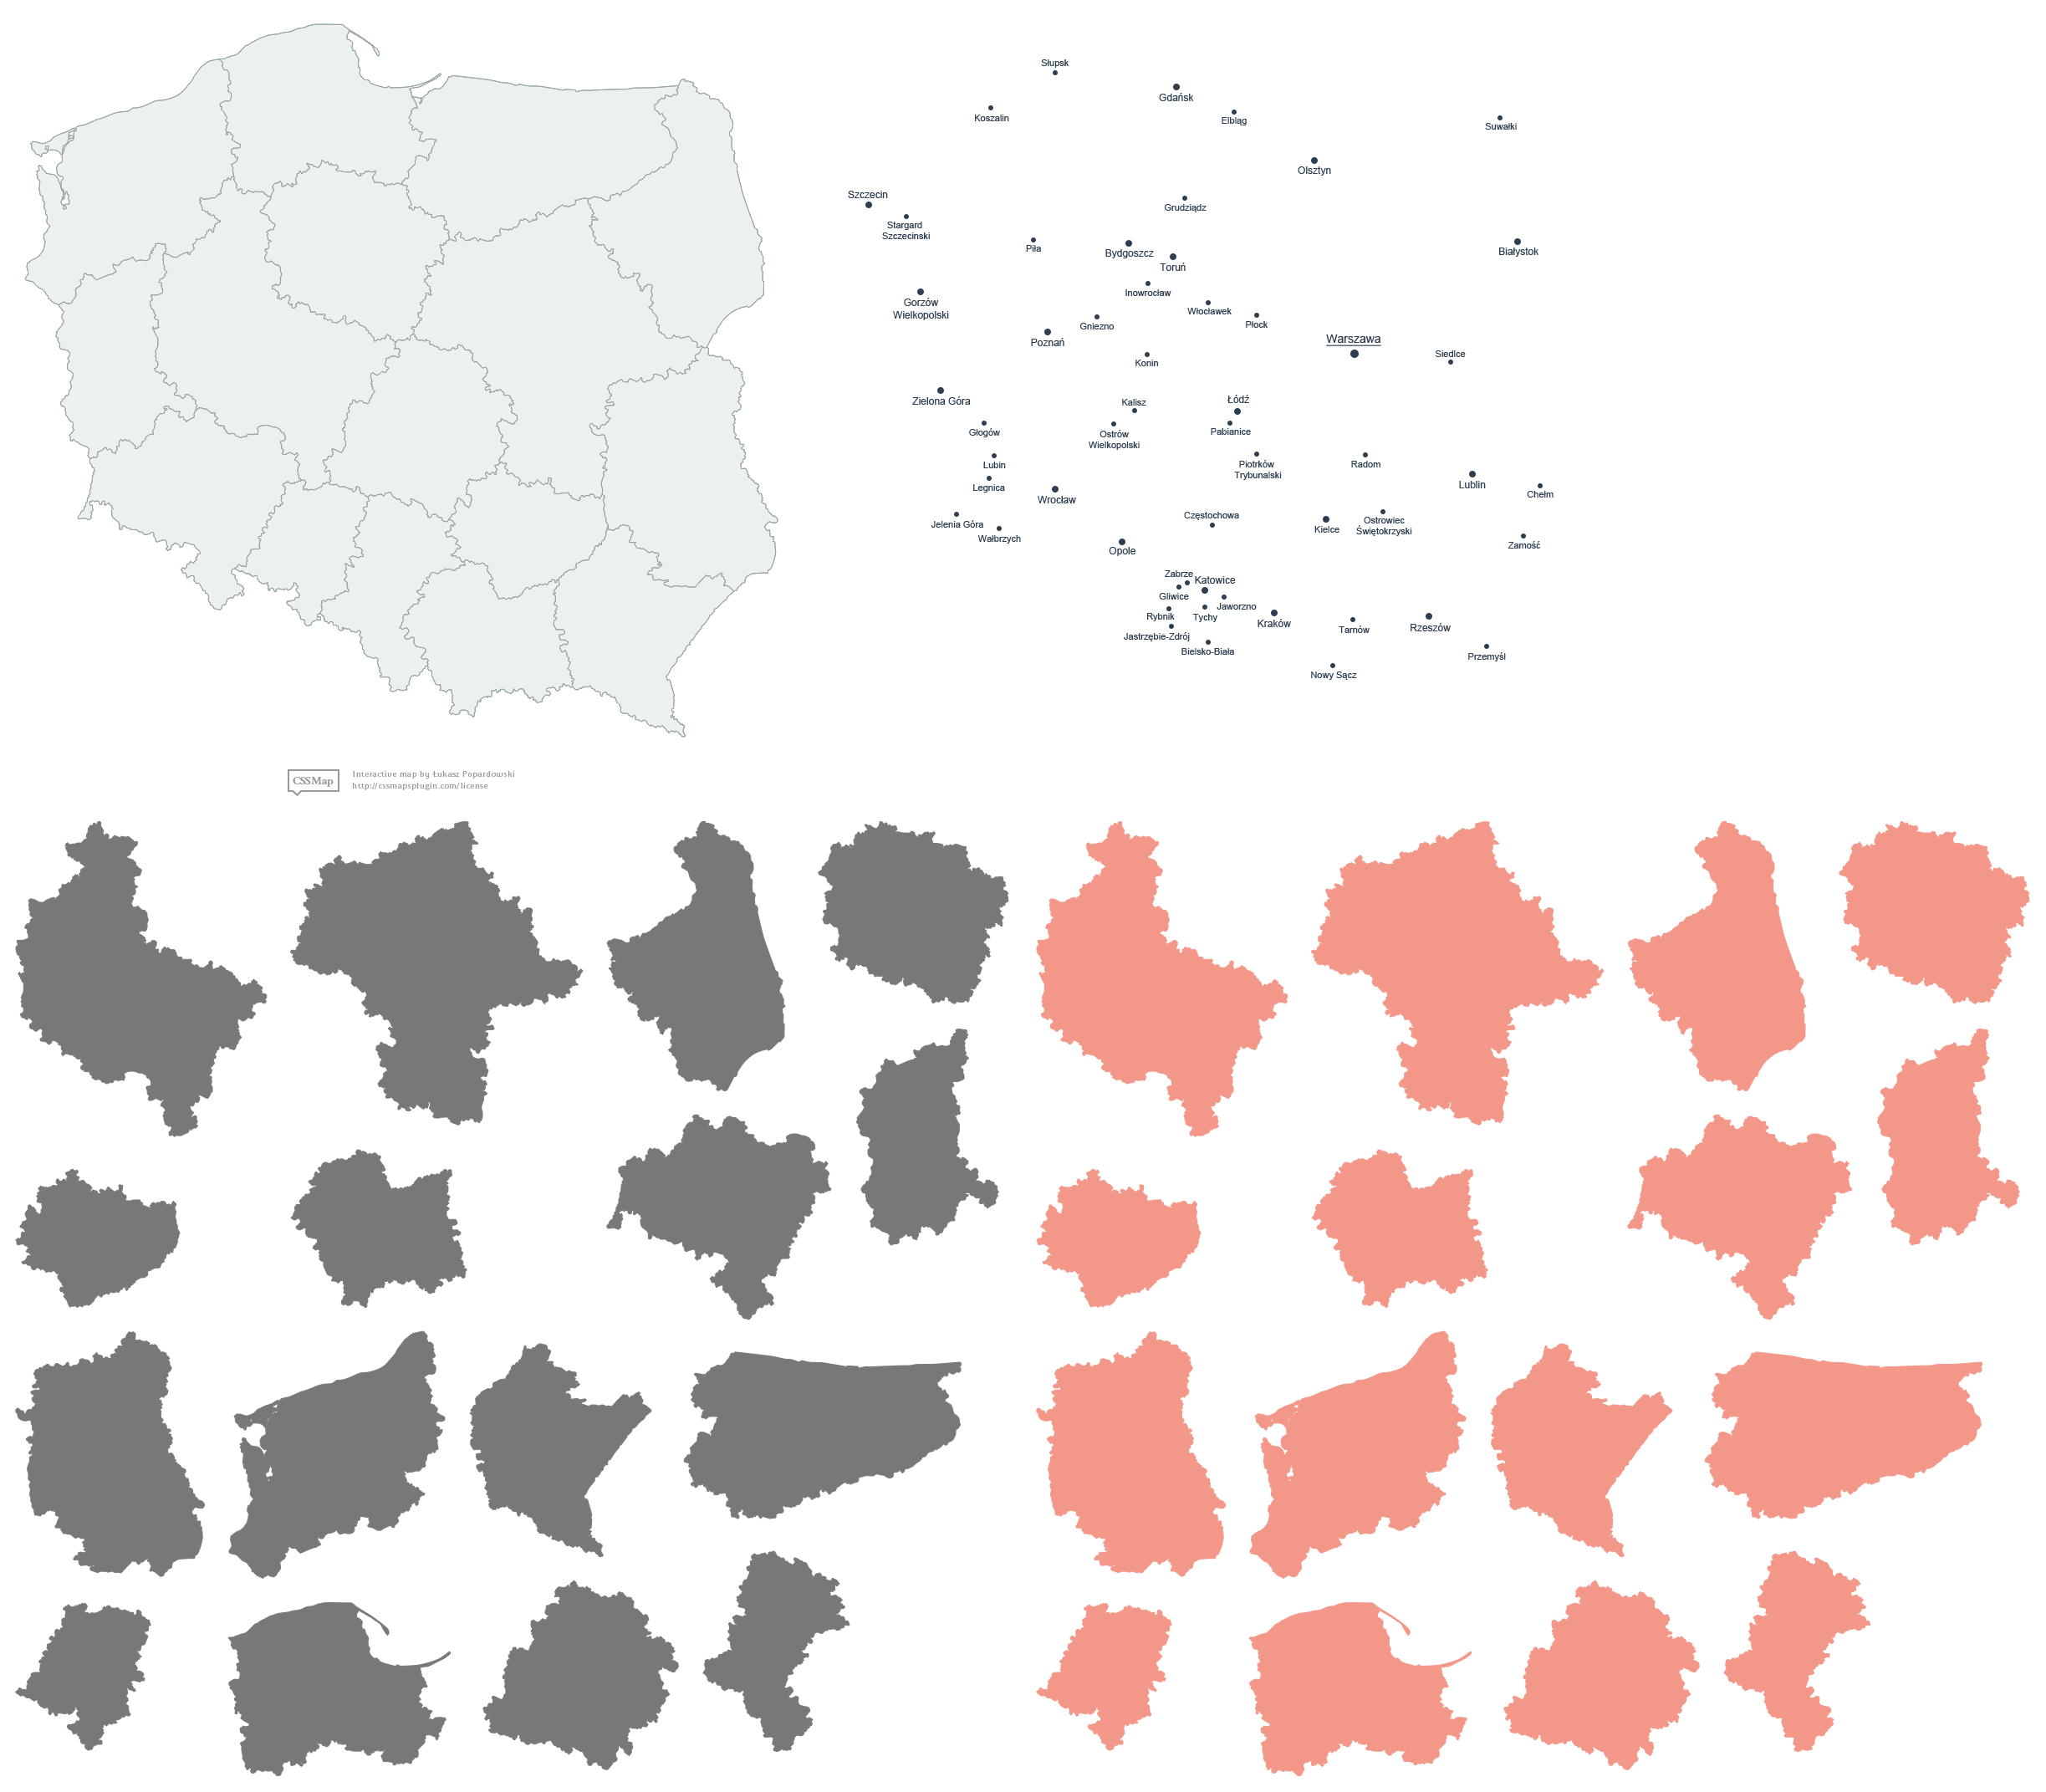 Słupsk
Gdańsk
Koszalin
Elbląg
Suwałki
Olsztyn
Szczecin
Grudziądz
Stargard
Szczecinski
Piła
Bydgoszcz
Białystok
Toruń
Inowrocław
Gorzów
Wielkopolski
Włocławek
Płock
Gniezno
Poznań
Warszawa
Konin
Siedlce
Zielona Góra
Kalisz
Łódź
Głogów
Ostrów
Wielkopolski
Pabianice
Lubin
Piotrków
Trybunalski
Radom
Legnica
Wrocław
Lublin
Chełm
Jelenia Góra
Częstochowa
Ostrowiec
Świętokrzyski
Kielce
Wałbrzych
Zamość
Opole
Zabrze
Katowice
Gliwice
Jaworzno
Rybnik
Tychy
Kraków
Jastrzębie-Zdrój
Tarnów
Rzeszów
Bielsko-Biała
Przemyśl
Nowy Sącz
CSSMap
Interactive map by Łukasz Popardowski
http://cssmapsplugin.com/license